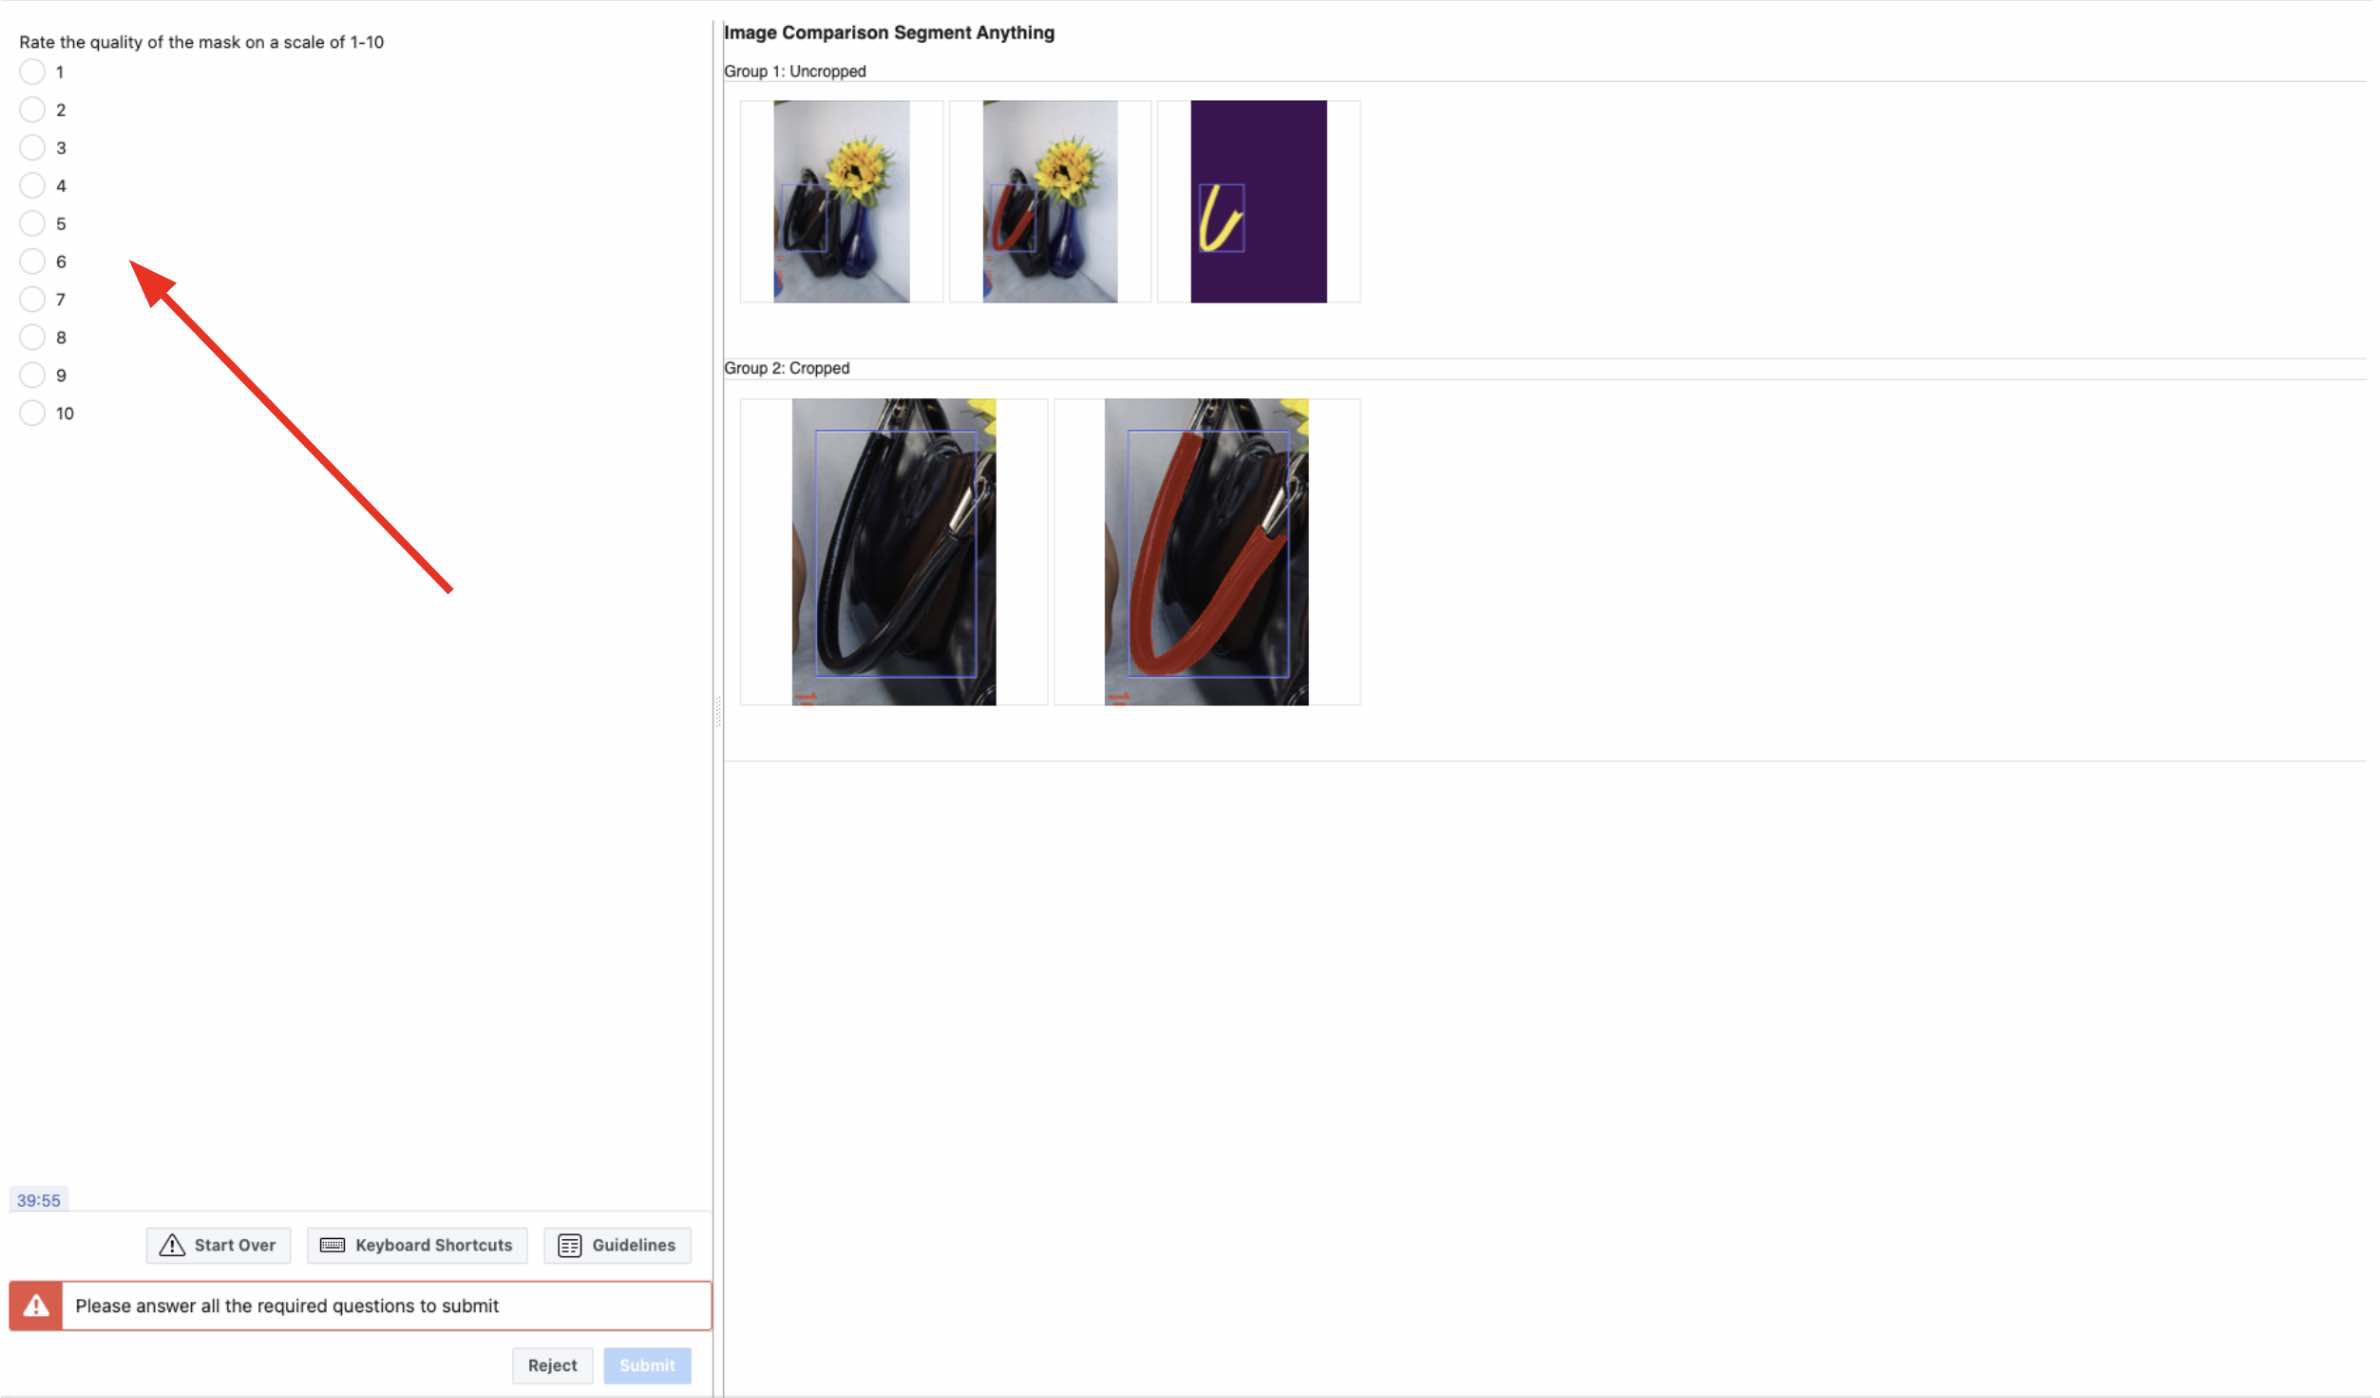 Rate the quality of the mask on a scale of 1-10
1
2
3
4
5
6
7
8
9
10
39:55
Start Over
Keyboard Shortcuts
Guidelines
Please answer all the required questions to submit
Reject
Submit
Image Comparison Segment Anything
Group 1: Uncropped
Group 2: Cropped